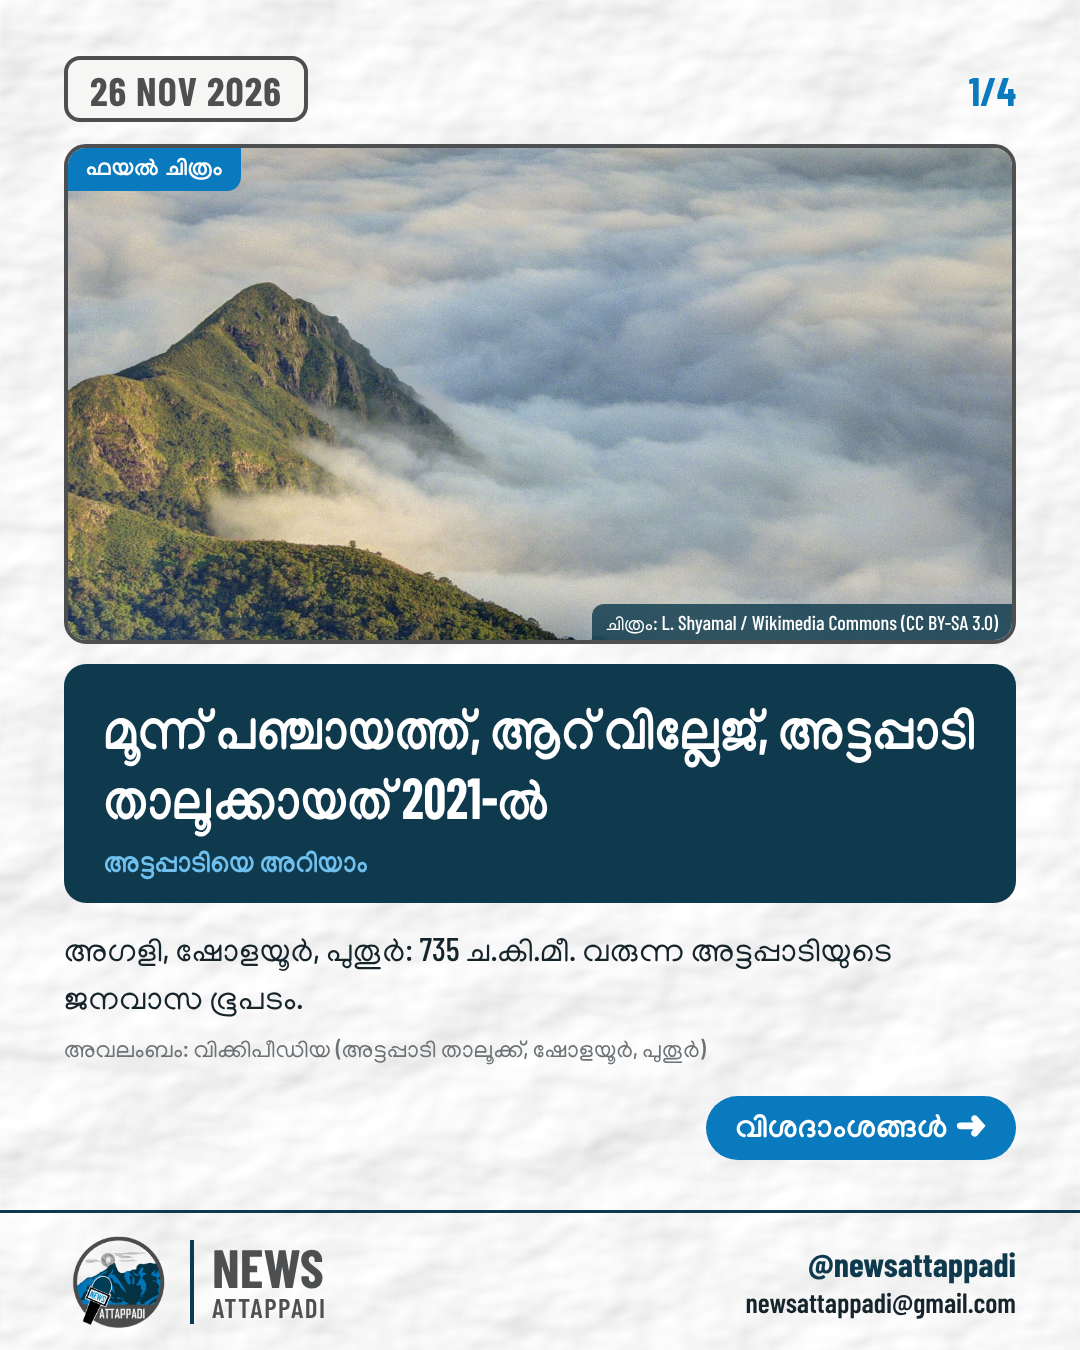 26 NOV 2026
1/4
ഫയൽ ചിത്രം
ചിത്രം: L. Shyamal / Wikimedia Commons (CC BY-SA 3.0)
മൂന്ന് പഞ്ചായത്ത്, ആറ് വില്ലേജ്, അട്ടപ്പാടി
താലൂക്കായത് 2021-ൽ
അട്ടപ്പാടിയെ അറിയാം
അഗളി, ഷോളയൂർ, പുതൂർ: 735 ച.കി.മീ. വരുന്ന അട്ടപ്പാടിയുടെ
ജനവാസ ഭൂപടം.
അവലംബം: വിക്കിപീഡിയ (അട്ടപ്പാടി താലൂക്ക്, ഷോളയൂർ, പുതൂർ)
വിശദാംശങ്ങൾ ➜
NEWS
ATTAPPADI
NEWS
ATTAPPADI
@newsattappadi
newsattappadi@gmail.com